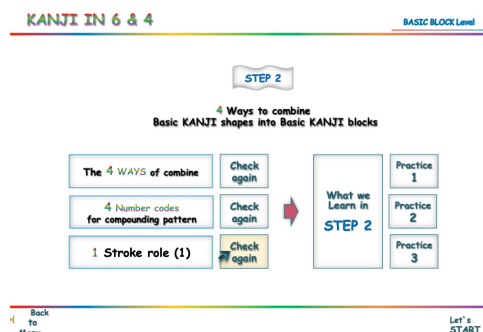 KANJI IN 6 & 4
BASIC BLOCK Level
STEP 2
4 Ways to combine
Basic KANJI shapes into Basic KANJI blocks
The 4 WAYS of combine
Check
again
4 Number codes
for compounding pattern
Check
again
1 Stroke role (1)
Check
again
What we
Learn in
STEP 2
Practice
1
Practice
2
Practice
3
Back
to
Let`s
START